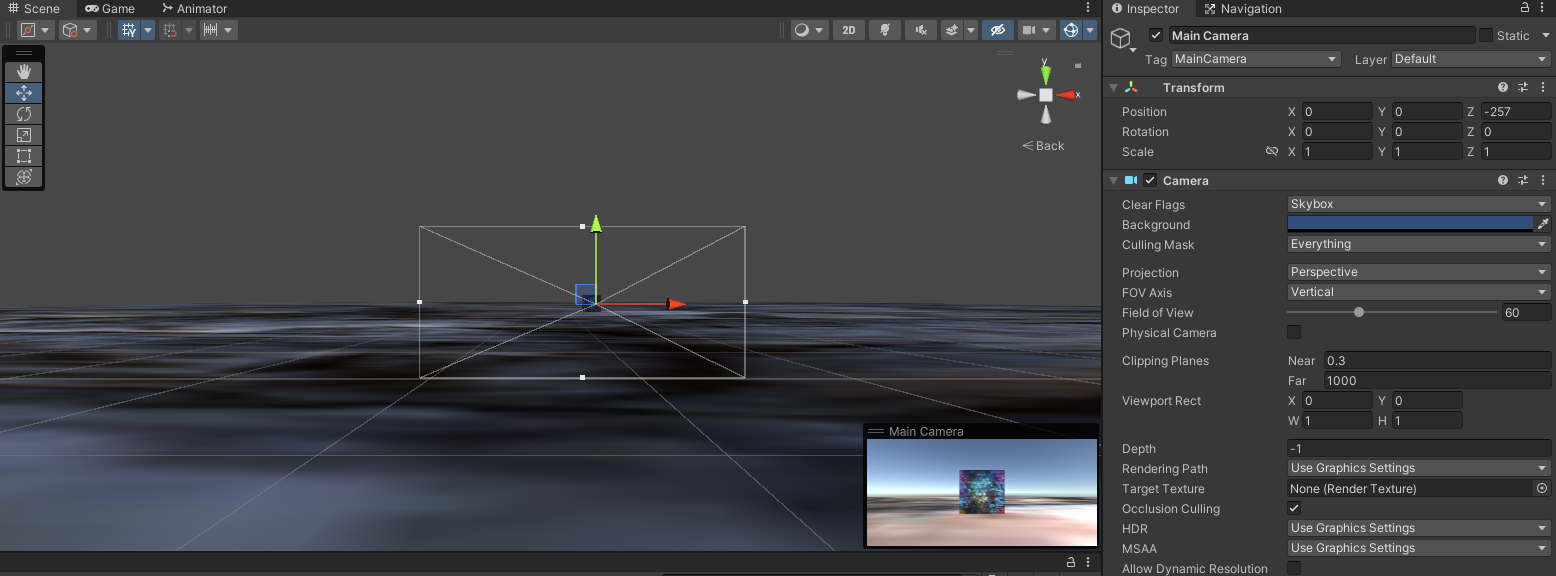 Scene Game Animator
2D
y
x
Back
Main Camera
Inspector Navigation
Main Camera Static
Tag MainCamera Layer Default
Transform
Position X 0 Y 0 Z -257
Rotation X 0 Y 0 Z 0
Scale X 1 Y 1 Z 1
Camera
Clear Flags Skybox
Background
Culling Mask Everything
Projection Perspective
FOV Axis Vertical
Field of View 60
Physical Camera
Clipping Planes Near 0.3
Far 1000
Viewport Rect X 0 Y 0
W 1 H 1
Depth -1
Rendering Path Use Graphics Settings
Target Texture None (Render Texture)
Occlusion Culling
HDR Use Graphics Settings
MSAA Use Graphics Settings
Allow Dynamic Resolution